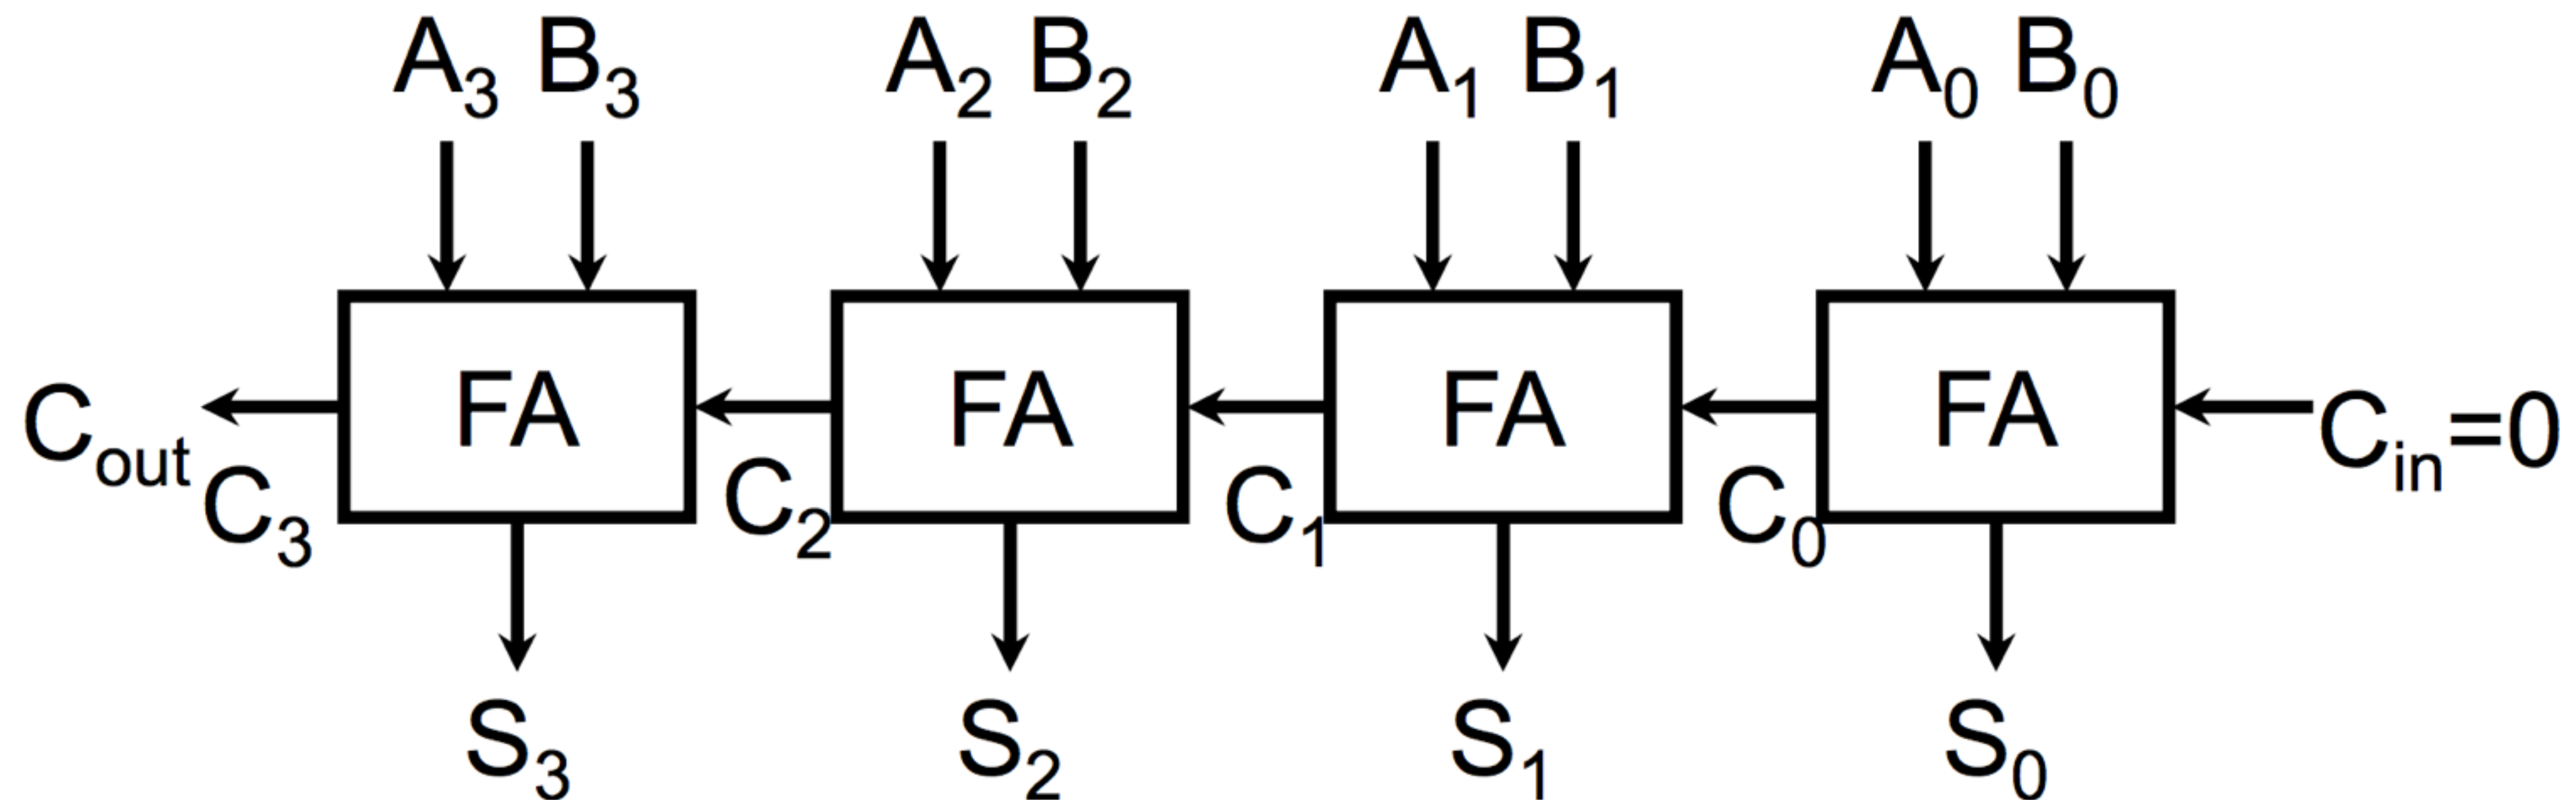 A3 B3 A2 B2 A1 B1 A0 B0
FA FA FA FA
Cout Cin=0
C3 C2 C1 C0
S3 S2 S1 S0